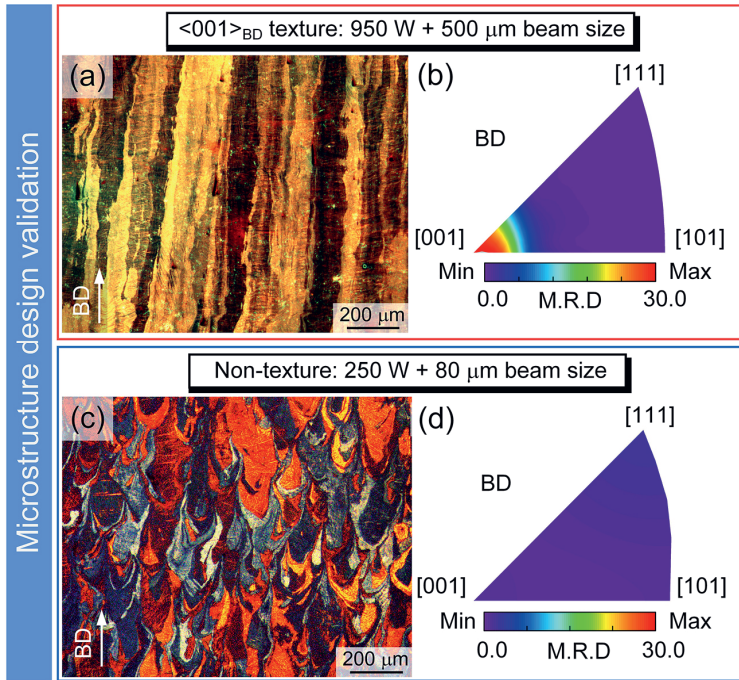 Microstructure design validation
<001>BD texture: 950 W + 500 μm beam size
(a)
BD
200 μm
(b)
[111]
BD
[001]
[101]
Min
Max
0.0
M.R.D
30.0
Non-texture: 250 W + 80 μm beam size
(c)
BD
200 μm
(d)
[111]
BD
[001]
[101]
Min
Max
0.0
M.R.D
30.0